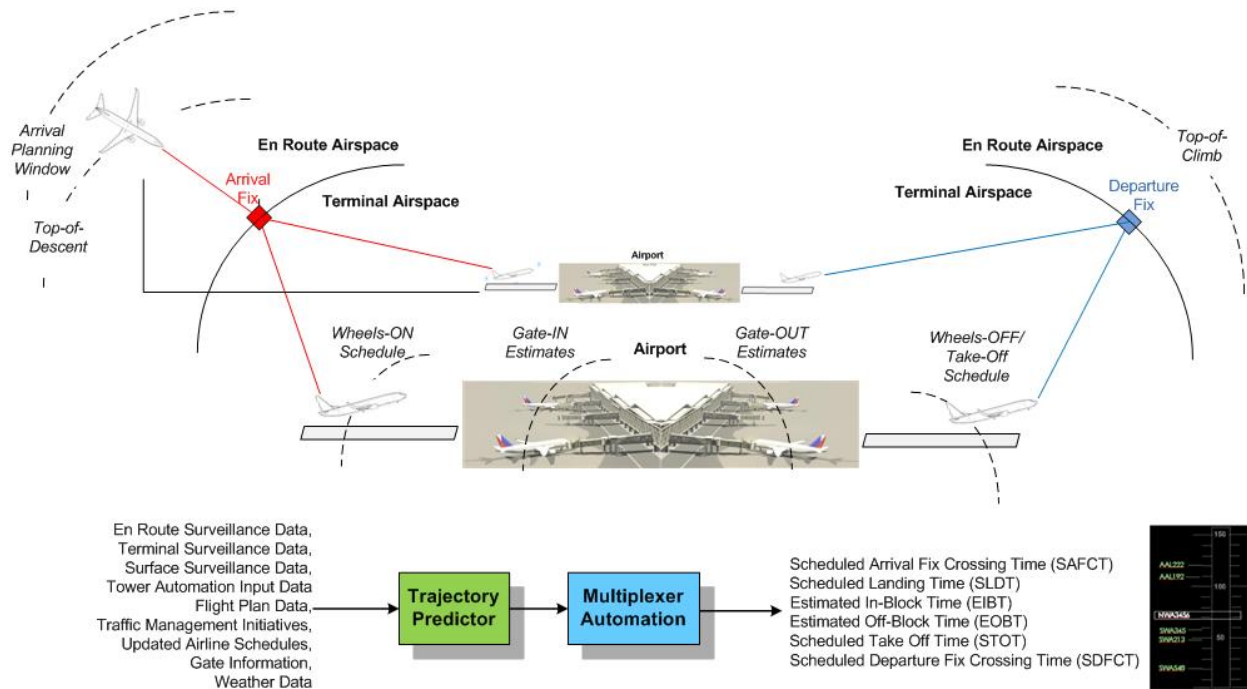 Arrival
Planning
Window
Top-of-
Descent
En Route Airspace
Arrival
Fix
Terminal Airspace
En Route Airspace
Terminal Airspace
Top-of-
Climb
Departure
Fix
Airport
Wheels-ON
Schedule
Gate-IN
Estimates
Airport
Gate-OUT
Estimates
Wheels-OFF/
Take-Off
Schedule
En Route Surveillance Data,
Terminal Surveillance Data,
Surface Surveillance Data,
Tower Automation Input Data
Flight Plan Data,
Traffic Management Initiatives,
Updated Airline Schedules,
Gate Information,
Weather Data
Trajectory
Predictor
Multiplexer
Automation
Scheduled Arrival Fix Crossing Time (SAFCT)
Scheduled Landing Time (SLDT)
Estimated In-Block Time (EIBT)
Estimated Off-Block Time (EOBT)
Scheduled Take Off Time (STOT)
Scheduled Departure Fix Crossing Time (SDFCT)
150
AAL222
AAL192
100
NWA3456
SWA345
SWA213
50
SWA548